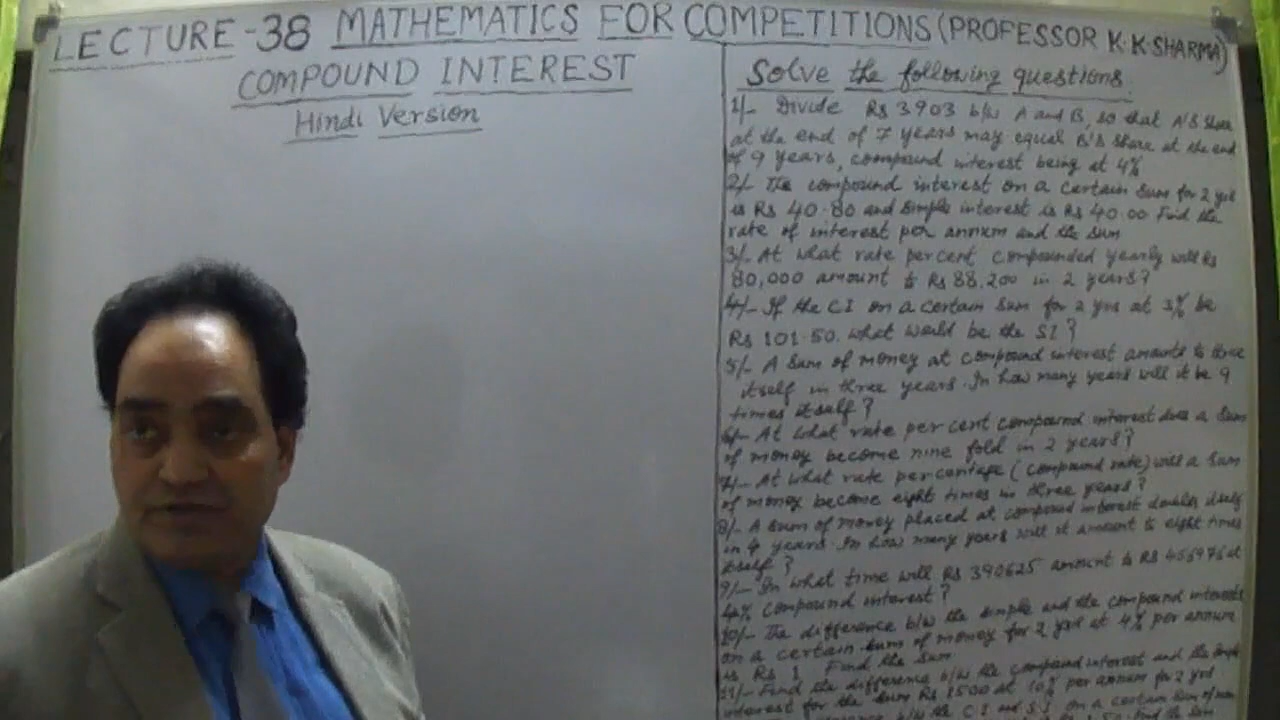 LECTURE-38 MATHEMATICS FOR COMPETITIONS (PROFESSOR K.K.SHARMA)
COMPOUND INTEREST
Hindi Version
Solve the following questions.
1/- Divide Rs 3903 b/w A and B, so that A's share
at the end of 7 years may equal B's share at the end
of 9 years, compound interest being at 4%
2/- The compound interest on a certain sum for 2 yrs
is Rs 40.80 and simple interest is Rs 40.00 Find the
rate of interest per annum and the sum
3/- At what rate percent compounded yearly will Rs
80,000 amount to Rs 88,200 in 2 years?
4/- If the CI on a certain sum for 2 yrs at 3% be
Rs 101.50. what would be the SI?
5/- A sum of money at compound interest amounts to three
itself in three years. In how many years will it be 9
times itself?
6/- At what rate per cent compound interest does a sum
of money become nine fold in 2 years?
7/- At what rate percentage (compound rate) will a sum
of money become eight times in three years?
8/- A sum of money placed at compound interest doubles itself
in 4 years. In how many years will it amount to eight times
itself?
9/- In what time will Rs 390625 amount to Rs 456976 at
4% compound interest?
10/- The difference b/w the simple and the compound interests
on a certain sum of money for 2 yrs at 4% per annum
is Rs 1 Find the sum
11/- Find the difference b/w the compound interest and the
interest for the sum Rs 2500 at 10% per annum for 2 yrs
b/w the CI and SI on a certain sum of